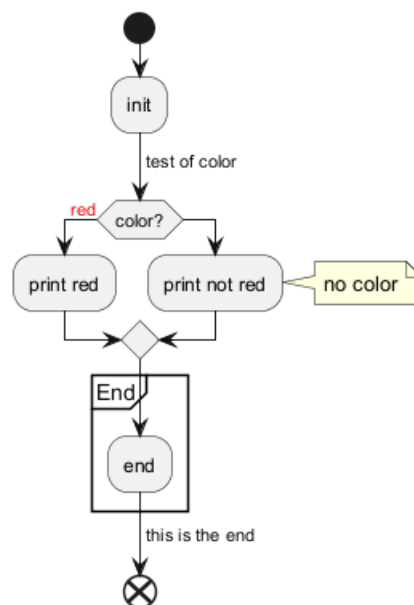 init
test of color
red
color?
print red
print not red
no color
End
end
this is the end